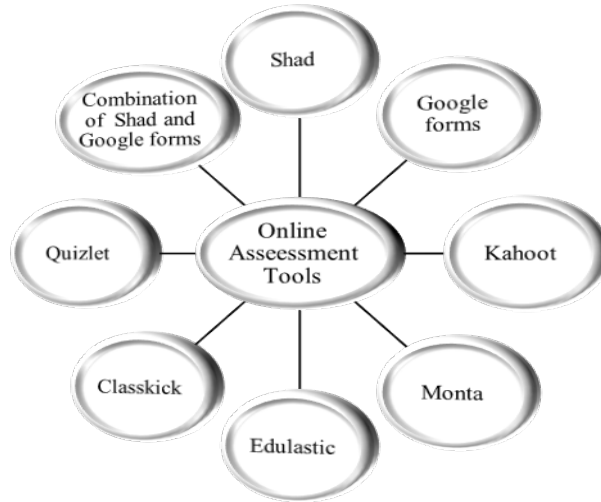 Shad
Google
forms
Kahoot
Monta
Edulastic
Classkick
Quizlet
Combination
of Shad and
Google forms
Online
Asseessment
Tools